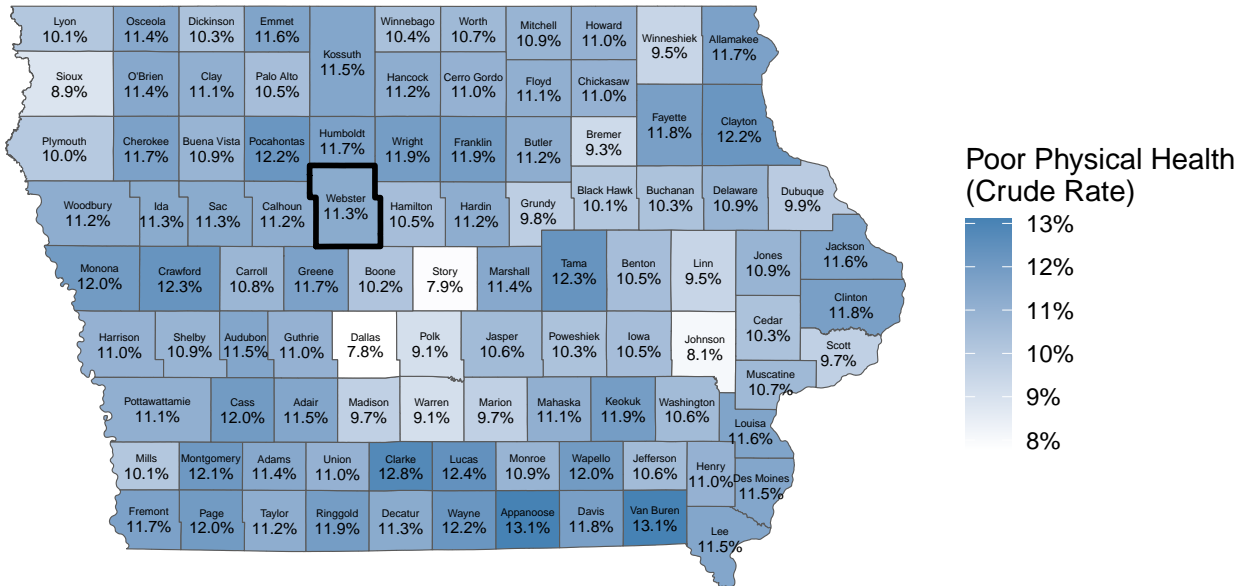 Lyon
10.1%
Osceola
11.4%
Dickinson
10.3%
Emmet
11.6%
Kossuth
11.5%
Winnebago
10.4%
Worth
10.7%
Mitchell
10.9%
Howard
11.0%
Winneshiek
9.5%
Allamakee
11.7%
Sioux
8.9%
O'Brien
11.4%
Clay
11.1%
Palo Alto
10.5%
Hancock
11.2%
Cerro Gordo
11.0%
Floyd
11.1%
Chickasaw
11.0%
Fayette
11.8%
Clayton
12.2%
Plymouth
10.0%
Cherokee
11.7%
Buena Vista
10.9%
Pocahontas
12.2%
Humboldt
11.7%
Wright
11.9%
Franklin
11.9%
Butler
11.2%
Bremer
9.3%
Woodbury
11.2%
Ida
11.3%
Sac
11.3%
Calhoun
11.2%
Webster
11.3%
Hamilton
10.5%
Hardin
11.2%
Grundy
9.8%
Black Hawk
10.1%
Buchanan
10.3%
Delaware
10.9%
Dubuque
9.9%
Monona
12.0%
Crawford
12.3%
Carroll
10.8%
Greene
11.7%
Boone
10.2%
Story
7.9%
Marshall
11.4%
Tama
12.3%
Benton
10.5%
Linn
9.5%
Jones
10.9%
Jackson
11.6%
Clinton
11.8%
Harrison
11.0%
Shelby
10.9%
Audubon
11.5%
Guthrie
11.0%
Dallas
7.8%
Polk
9.1%
Jasper
10.6%
Poweshiek
10.3%
Iowa
10.5%
Johnson
8.1%
Cedar
10.3%
Scott
9.7%
Muscatine
10.7%
Pottawattamie
11.1%
Cass
12.0%
Adair
11.5%
Madison
9.7%
Warren
9.1%
Marion
9.7%
Mahaska
11.1%
Keokuk
11.9%
Washington
10.6%
Louisa
11.6%
Mills
10.1%
Montgomery
12.1%
Adams
11.4%
Union
11.0%
Clarke
12.8%
Lucas
12.4%
Monroe
10.9%
Wapello
12.0%
Jefferson
10.6%
Henry
11.0%
Des Moines
11.5%
Fremont
11.7%
Page
12.0%
Taylor
11.2%
Ringgold
11.9%
Decatur
11.3%
Wayne
12.2%
Appanoose
13.1%
Davis
11.8%
Van Buren
13.1%
Lee
11.5%
Poor Physical Health
(Crude Rate)
13%
12%
11%
10%
9%
8%